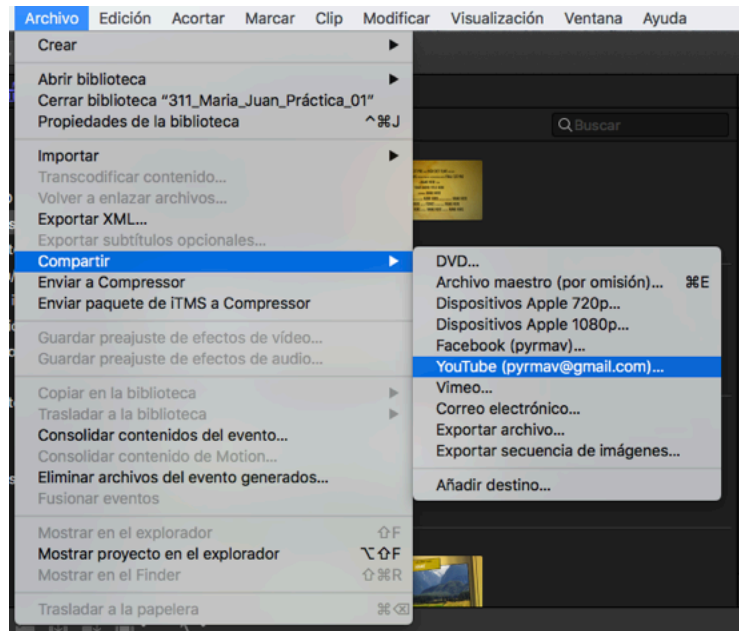 Archivo Edición Acortar Marcar Clip Modificar Visualización Ventana Ayuda
Crear
Abrir biblioteca
Cerrar biblioteca “311_Maria_Juan_Práctica_01”
Propiedades de la biblioteca ^⌘J
Importar
Transcodificar contenido...
Volver a enlazar archivos...
Exportar XML...
Exportar subtítulos opcionales...
Compartir
Enviar a Compressor
Enviar paquete de iTMS a Compressor
Guardar preajuste de efectos de vídeo...
Guardar preajuste de efectos de audio...
Copiar en la biblioteca
Trasladar a la biblioteca
Consolidar contenidos del evento...
Consolidar contenido de Motion...
Eliminar archivos del evento generados...
Fusionar eventos
Mostrar en el explorador ⇧F
Mostrar proyecto en el explorador ⌥⇧F
Mostrar en el Finder ⇧⌘R
Trasladar a la papelera ⌘⌫
Buscar
DVD...
Archivo maestro (por omisión)... ⌘E
Dispositivos Apple 720p...
Dispositivos Apple 1080p...
Facebook (pyrmav)...
YouTube (pyrmav@gmail.com)...
Vimeo...
Correo electrónico...
Exportar archivo...
Exportar secuencia de imágenes...
Añadir destino...